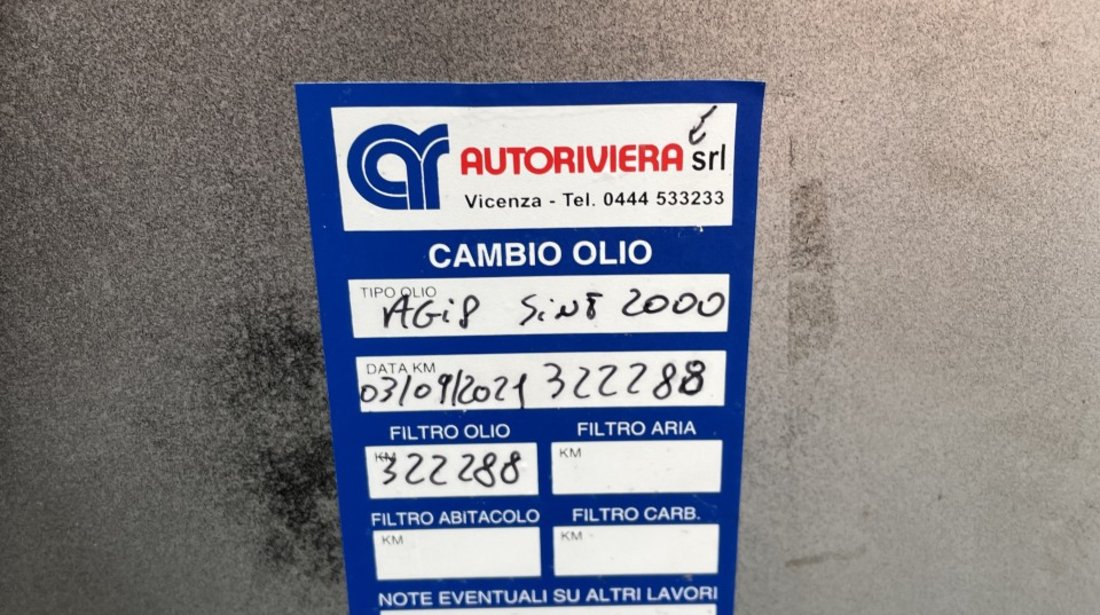 ar AUTORIVIERA srl
Vicenza - Tel. 0444 533233
CAMBIO OLIO
TIPO OLIO
AGiP SiNT 2000
DATA KM
03/09/2021 322288
FILTRO OLIO FILTRO ARIA
KM 322288 KM
FILTRO ABITACOLO FILTRO CARB.
KM KM
NOTE EVENTUALI SU ALTRI LAVORI